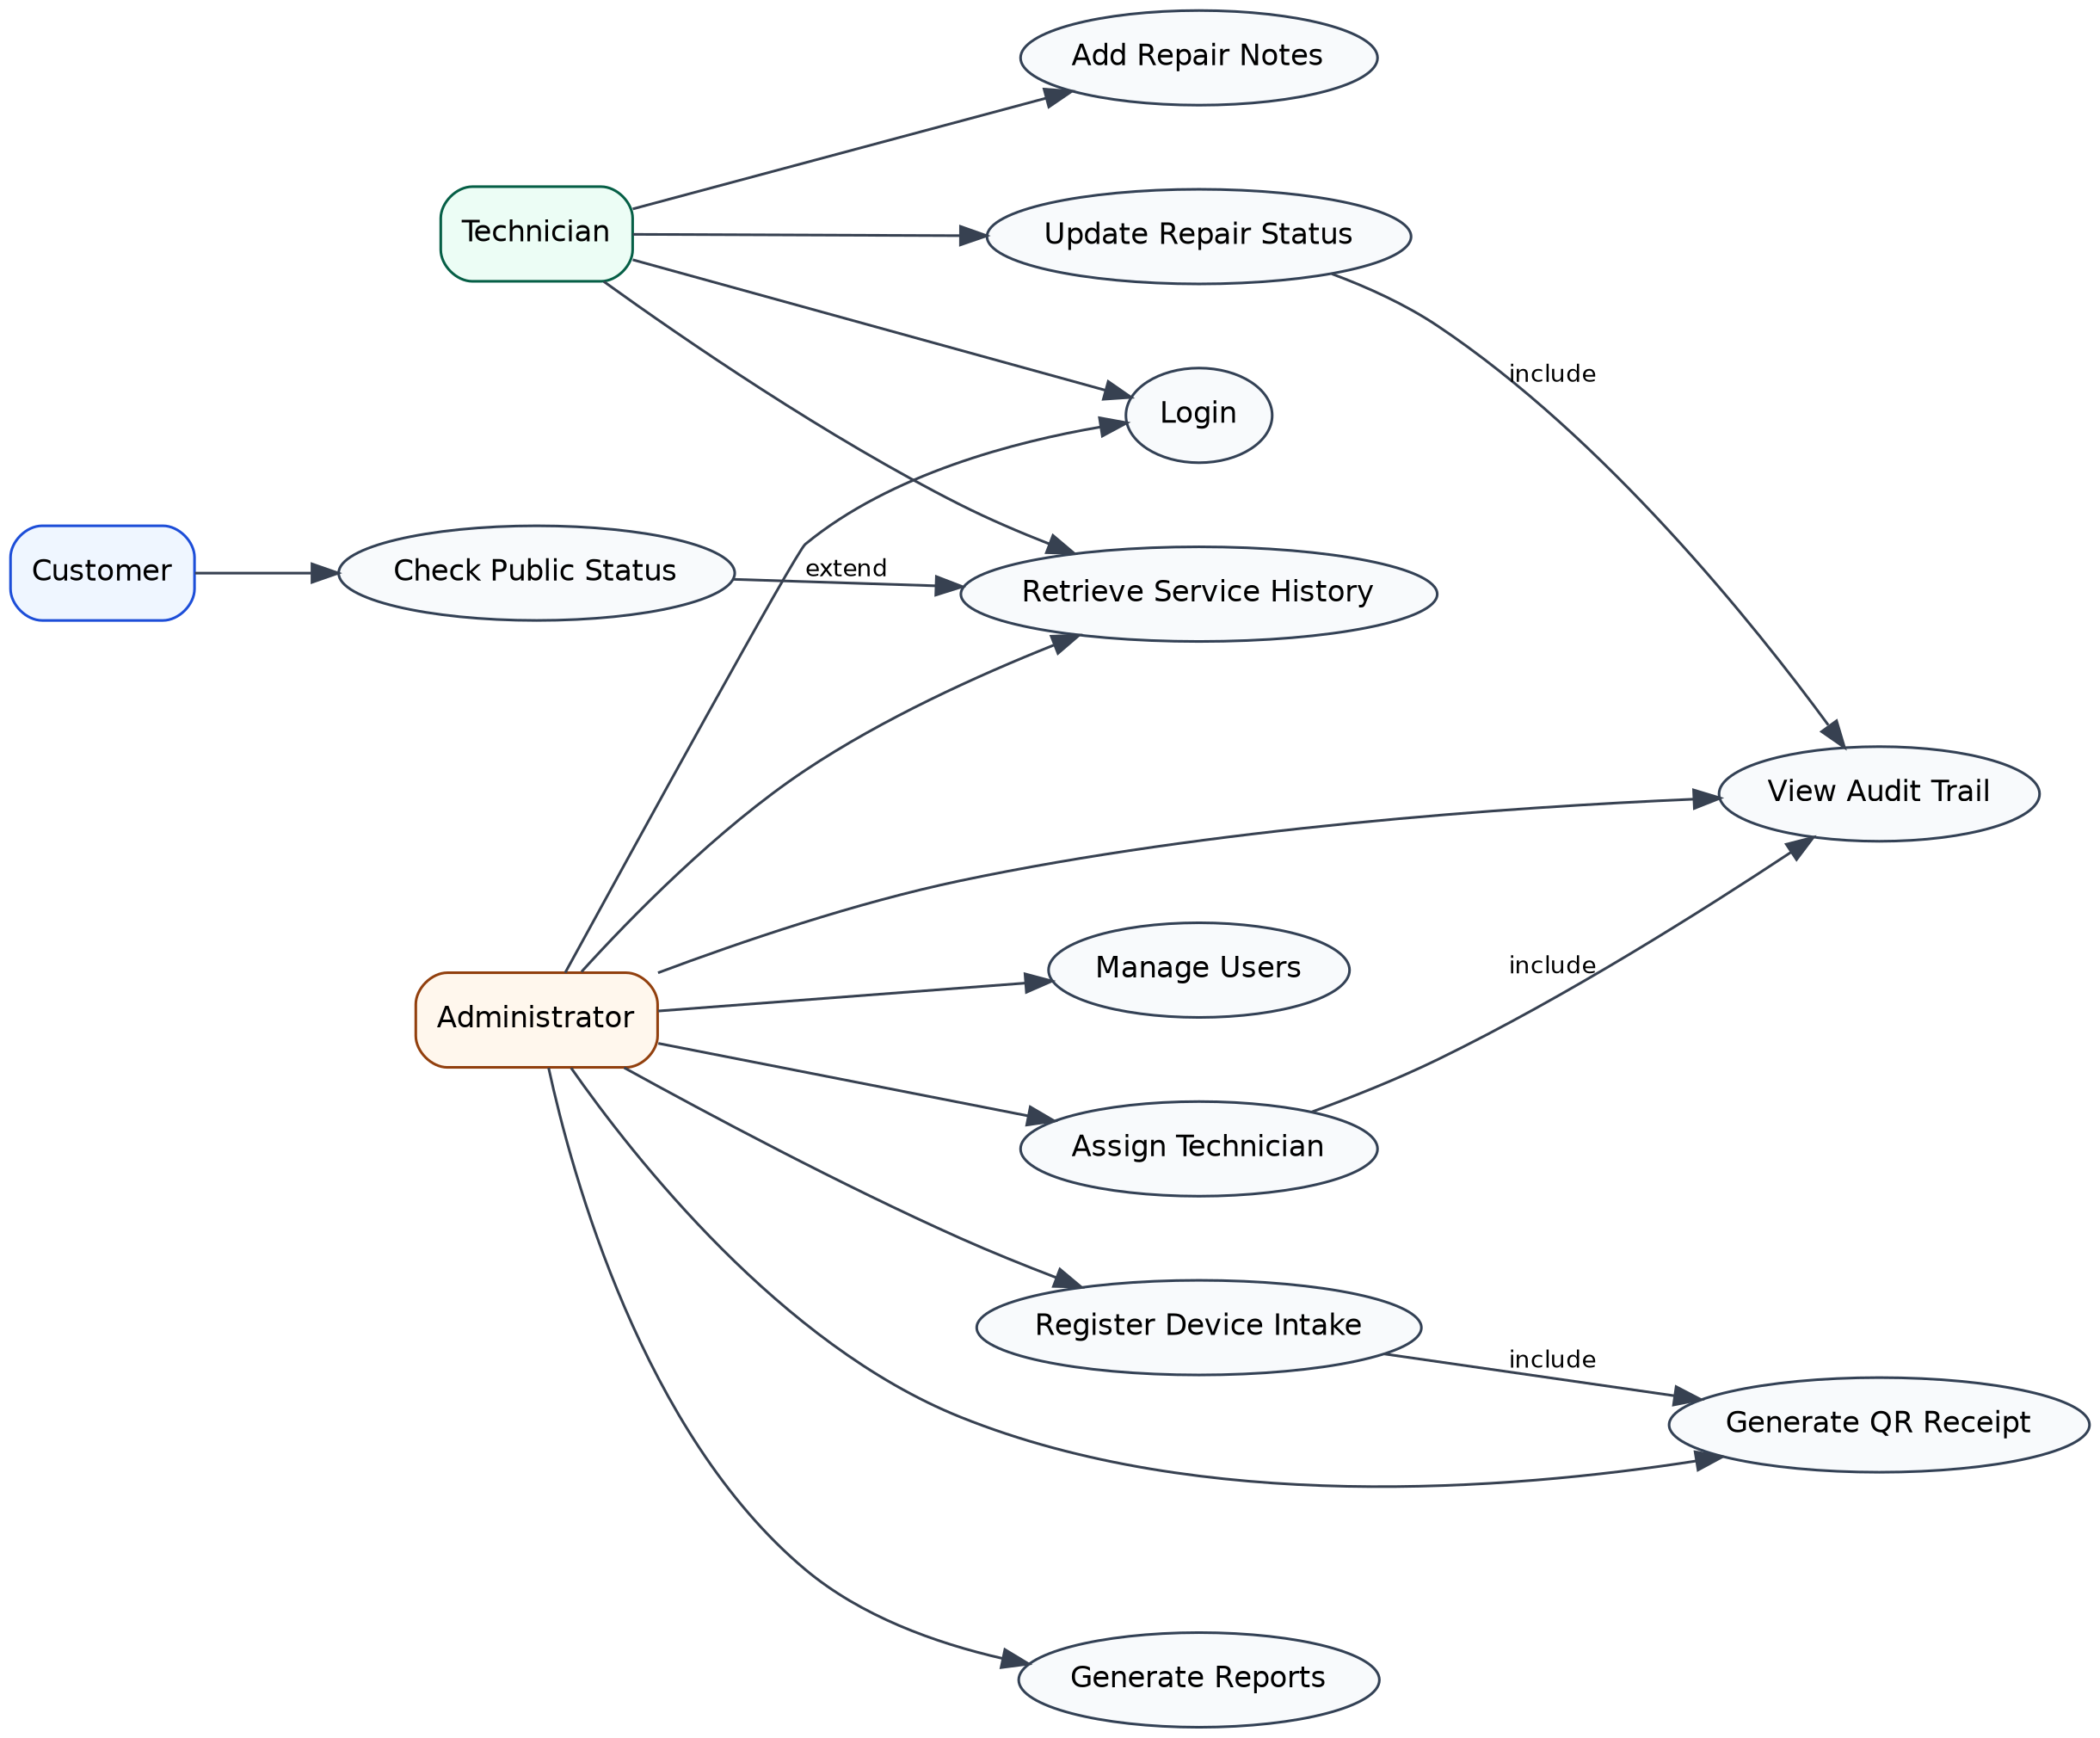 Add Repair Notes
Technician
Update Repair Status
include
Login
Customer
Check Public Status
extend
Retrieve Service History
View Audit Trail
Manage Users
include
Administrator
Assign Technician
Register Device Intake
include
Generate QR Receipt
Generate Reports